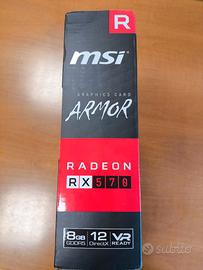 R
msi
GRAPHICS CARD
ARMOR
RADEON
RX 570
8GB GDDR5
12 DirectX
VR READY
subito